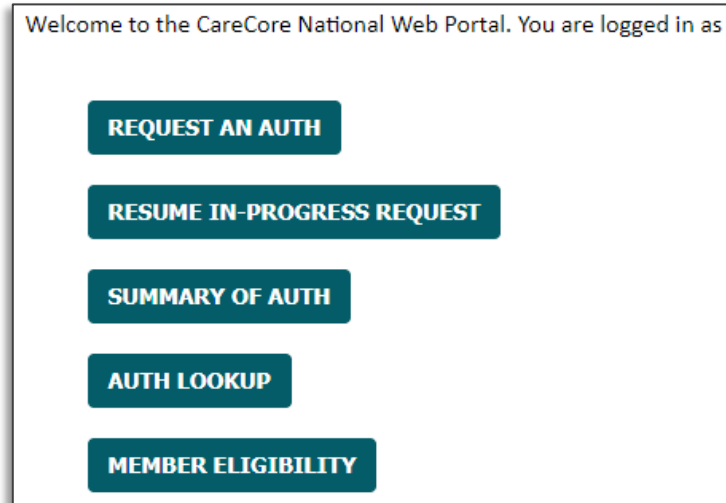 Welcome to the CareCore National Web Portal. You are logged in as
REQUEST AN AUTH
RESUME IN-PROGRESS REQUEST
SUMMARY OF AUTH
AUTH LOOKUP
MEMBER ELIGIBILITY